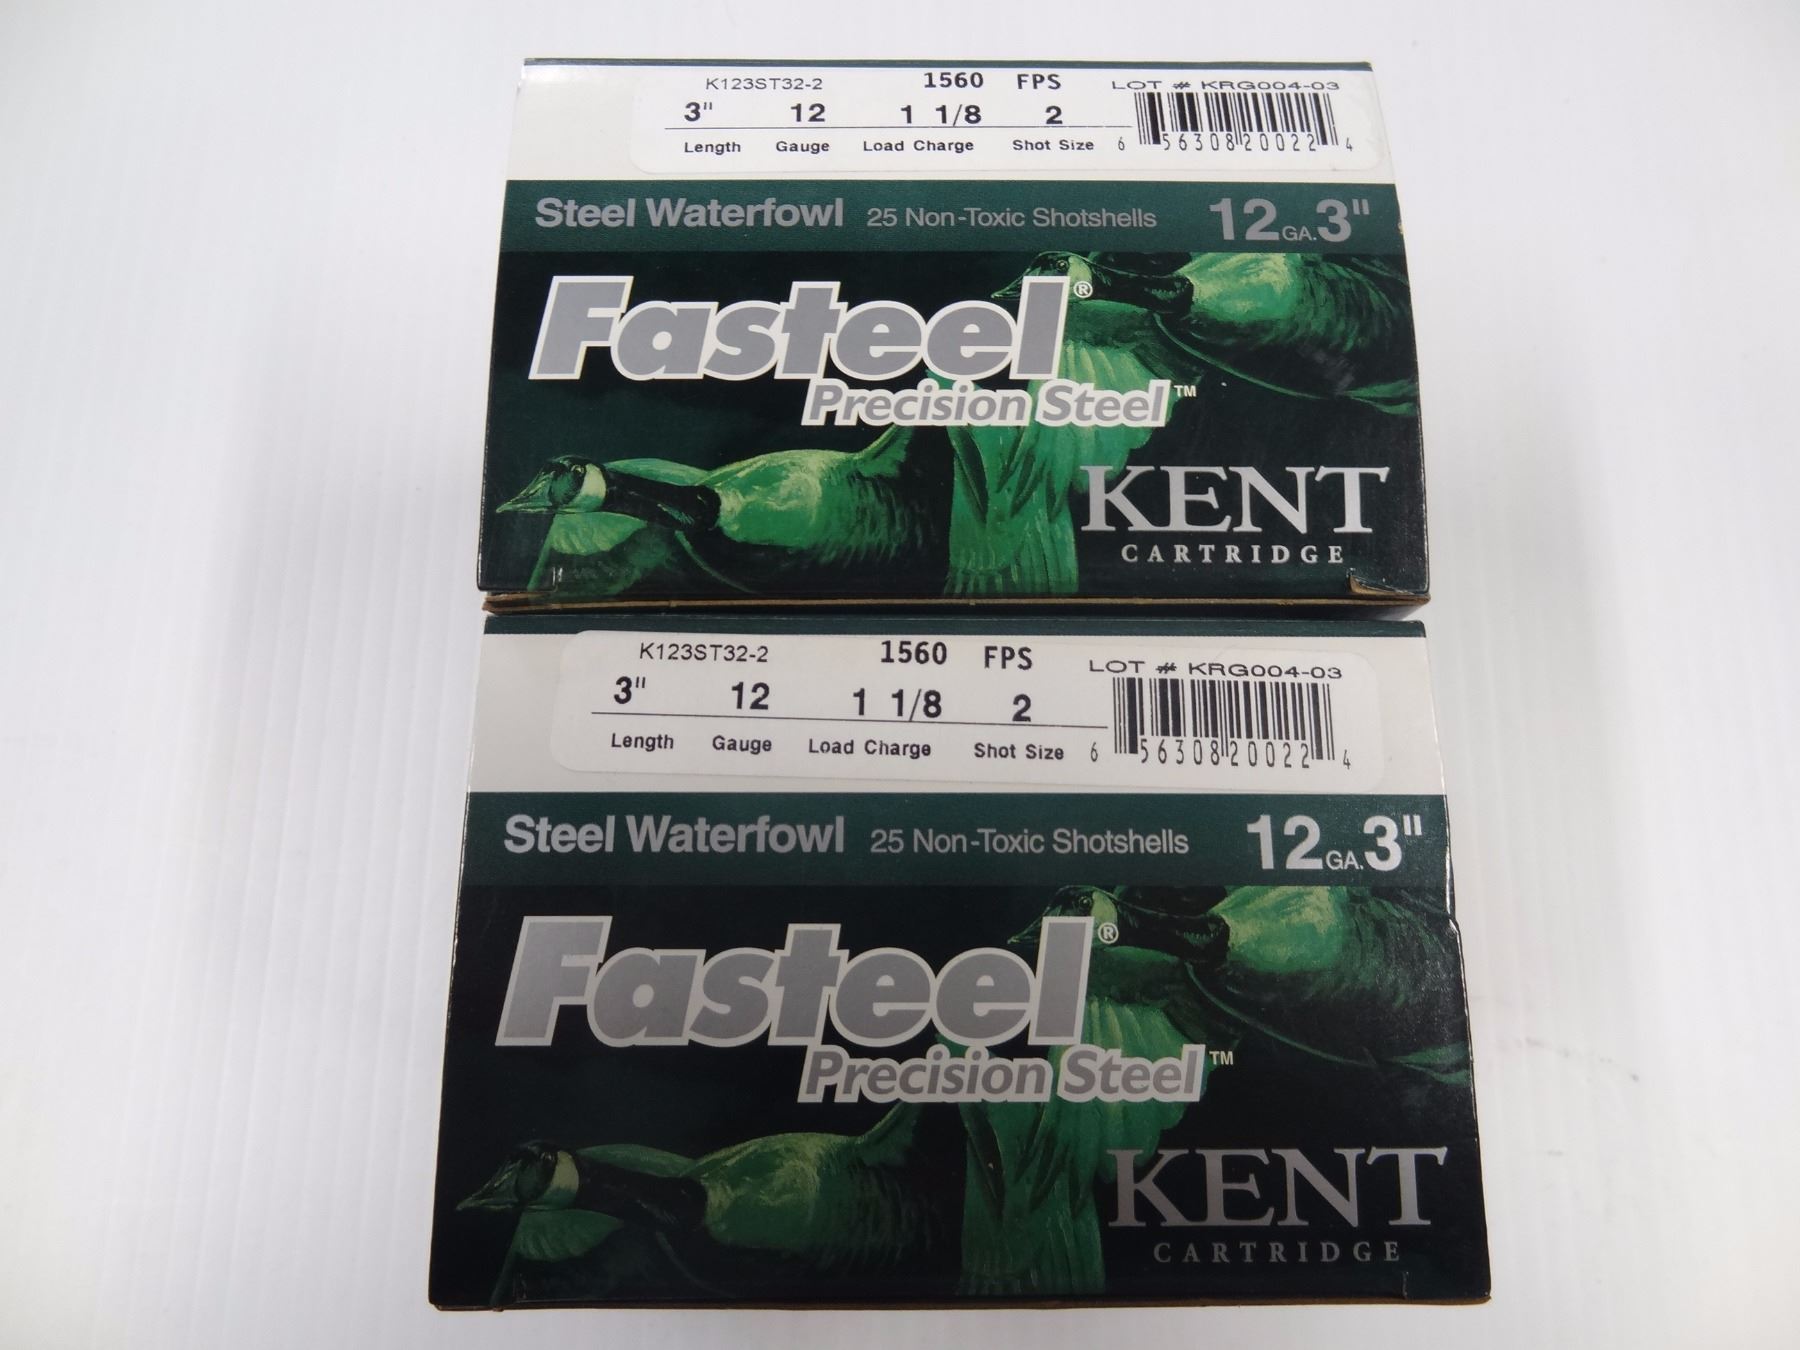 K123ST32-2 1560 FPS LOT # KRG004-03
3" 12 1 1/8 2
Length Gauge Load Charge Shot Size 6 56308 20022 4
Steel Waterfowl 25 Non-Toxic Shotshells 12 GA. 3"
Fasteel®
Precision Steel™
KENT
CARTRIDGE
K123ST32-2 1560 FPS LOT # KRG004-03
3" 12 1 1/8 2
Length Gauge Load Charge Shot Size 6 56308 20022 4
Steel Waterfowl 25 Non-Toxic Shotshells 12 GA. 3"
Fasteel®
Precision Steel™
KENT
CARTRIDGE